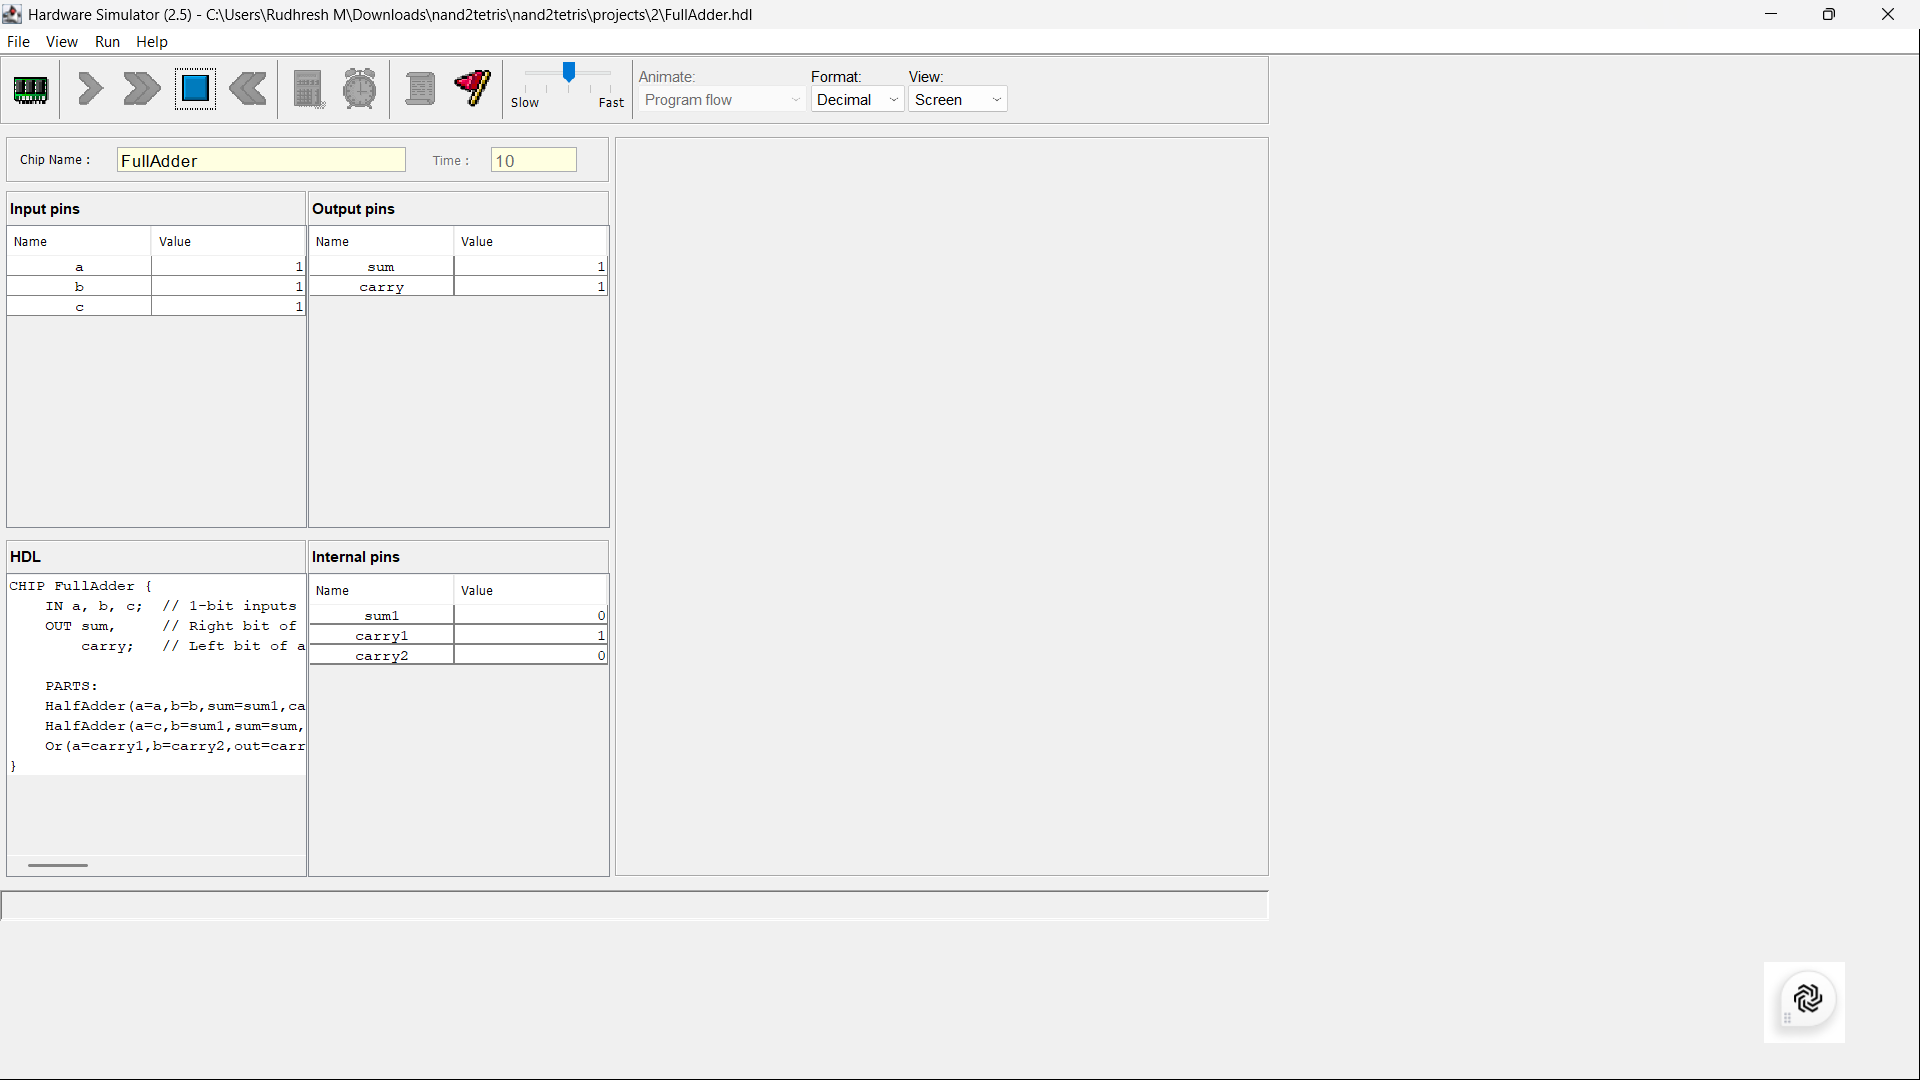 Hardware Simulator (2.5) - C:\Users\Rudhresh M\Downloads\nand2tetris\nand2tetris\projects\2\FullAdder.hdl
File View Run Help
Slow Fast
Animate: Format: View:
Program flow Decimal Screen
Chip Name : FullAdder Time : 10
Input pins
Name Value
a 1
b 1
c 1
Output pins
Name Value
sum 1
carry 1
HDL
CHIP FullAdder {
    IN a, b, c;  // 1-bit inputs
    OUT sum,     // Right bit of
        carry;   // Left bit of a
    PARTS:
    HalfAdder(a=a,b=b,sum=sum1,ca
    HalfAdder(a=c,b=sum1,sum=sum,
    Or(a=carry1,b=carry2,out=carr
}
Internal pins
Name Value
sum1 0
carry1 1
carry2 0